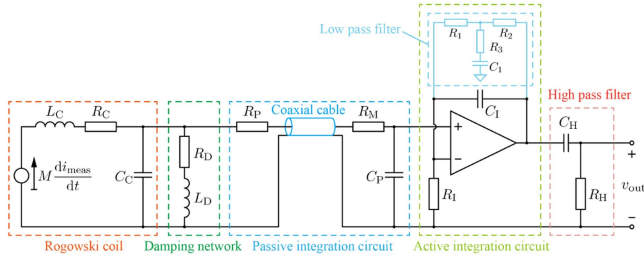 Low pass filter
R1
R2
R3
C1
Coaxial cable
High pass filter
LC
RC
RP
RM
CI
CH
+
+
RD
M di_meas/dt
CC
LD
CP
−
RI
RH
vout
−
Rogowski coil
Damping network
Passive integration circuit
Active integration circuit